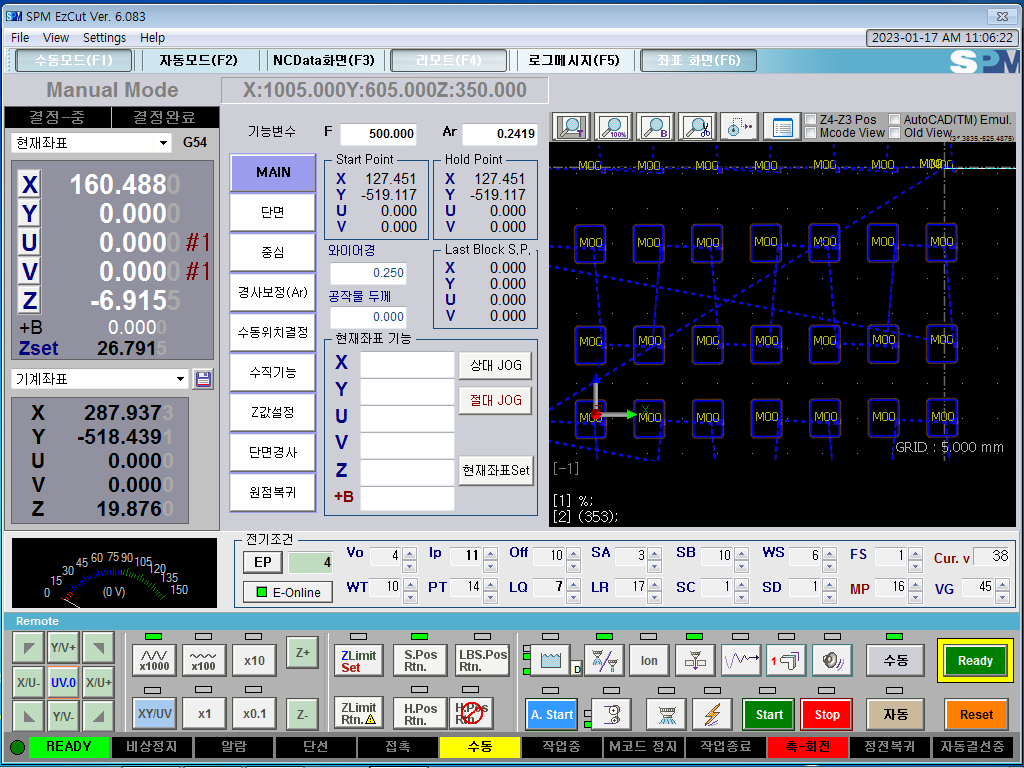 SPM EzCut Ver. 6.083
File View Settings Help
2023-01-17 AM 11:06:22
수동모드(F1) 자동모드(F2) NCData화면(F3) 리모트(F4) 로그메시지(F5) 좌표 화면(F6)
SPM
Manual Mode
X:1005.000Y:605.000Z:350.000
결정-중 결정완료
현재좌표 G54
X 160.4880
Y 0.0000
U 0.0000 #1
V 0.0000 #1
Z -6.9155
+B 0.0000
Zset 26.7915
기계좌표
X 287.9373
Y -518.4391
U 0.0000
V 0.0000
Z 19.8760
기능변수 F 500.000 Ar 0.2419
MAIN
단면
중심
경사보정(Ar)
수동위치결정
수직기능
Z값설정
단면경사
원점복귀
Start Point
X 127.451
Y -519.117
U 0.000
V 0.000
Hold Point
X 127.451
Y -519.117
U 0.000
V 0.000
와이어경
0.250
공작물 두께
0.000
Last Block S,P,
X 0.000
Y 0.000
U 0.000
V 0.000
현재좌표 기능
X
Y
U
V
Z
+B
상대 JOG
절대 JOG
현재좌표Set
T 100% B
Z4-Z3 Pos AutoCAD(TM) Emul.
Mcode View Old View
M00 M00 M00 M00 M00 M00
M00 M00 M00 M00 M00 M00 M00
M00 M00 M00 M00 M00 M00 M00
M00 M00 M00 M00 M00 M00 M00
GRID : 5,000 mm
[-1]
[1] %;
[2] (353);
0 15 30 45 60 75 90 105 120 135 150
(0 V)
전기조건
EP 4
E-Online
Vo 4 Ip 11 Off 10 SA 3 SB 10 WS 6 FS 1 Cur. v 38
WT 10 PT 14 LQ 7 LR 17 SC 1 SD 1 MP 16 VG 45
Remote
Y/V+
X/U- UV.0 X/U+
Y/V-
x1000 x100 x10 Z+
XY/UV x1 x0.1 Z-
ZLimit Set S.Pos Rtn. LBS.Pos Rtn.
ZLimit Rtn. H.Pos Rtn. H.Pos Rtn.
D Ion 1 수동 Ready
A. Start Start Stop 자동 Reset
READY 비상정지 알람 단선 접촉 수동 작업중 M코드 정지 작업종료 축-회전 정전복귀 자동결선중